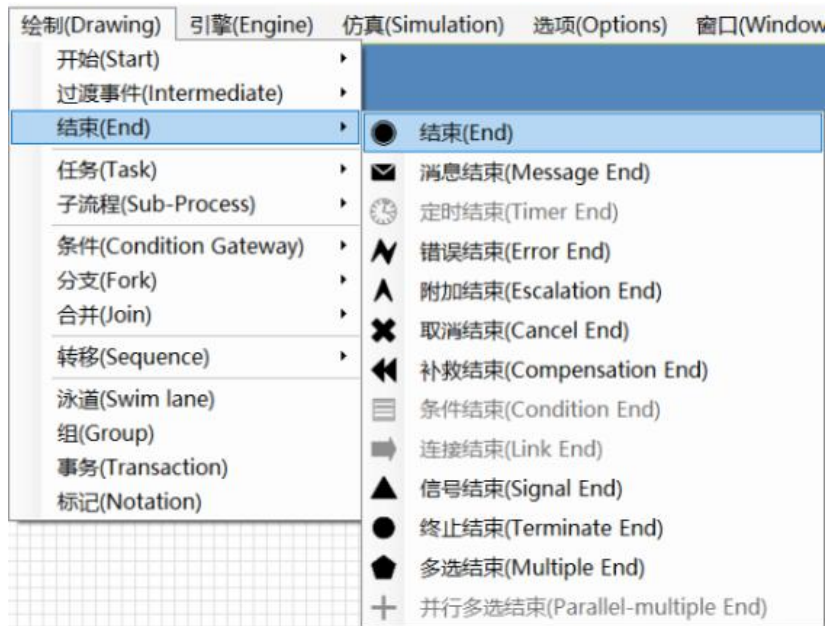 绘制(Drawing) 引擎(Engine) 仿真(Simulation) 选项(Options) 窗口(Window
开始(Start)
过渡事件(Intermediate)
结束(End)
任务(Task)
子流程(Sub-Process)
条件(Condition Gateway)
分支(Fork)
合并(Join)
转移(Sequence)
泳道(Swim lane)
组(Group)
事务(Transaction)
标记(Notation)
结束(End)
消息结束(Message End)
定时结束(Timer End)
错误结束(Error End)
附加结束(Escalation End)
取消结束(Cancel End)
补救结束(Compensation End)
条件结束(Condition End)
连接结束(Link End)
信号结束(Signal End)
终止结束(Terminate End)
多选结束(Multiple End)
并行多选结束(Parallel-multiple End)